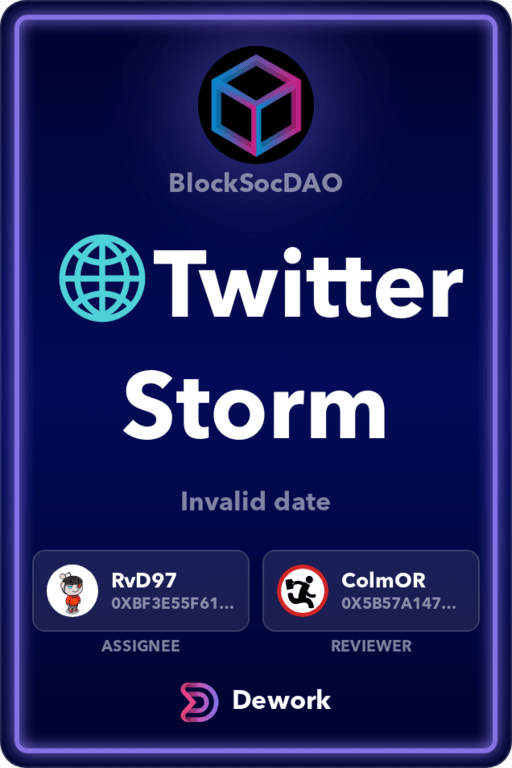 BlockSocDAO
Twitter
Storm
Invalid date
RvD97
0XBF3E55F61...
ASSIGNEE
ColmOR
0X5B57A147...
REVIEWER
Dework